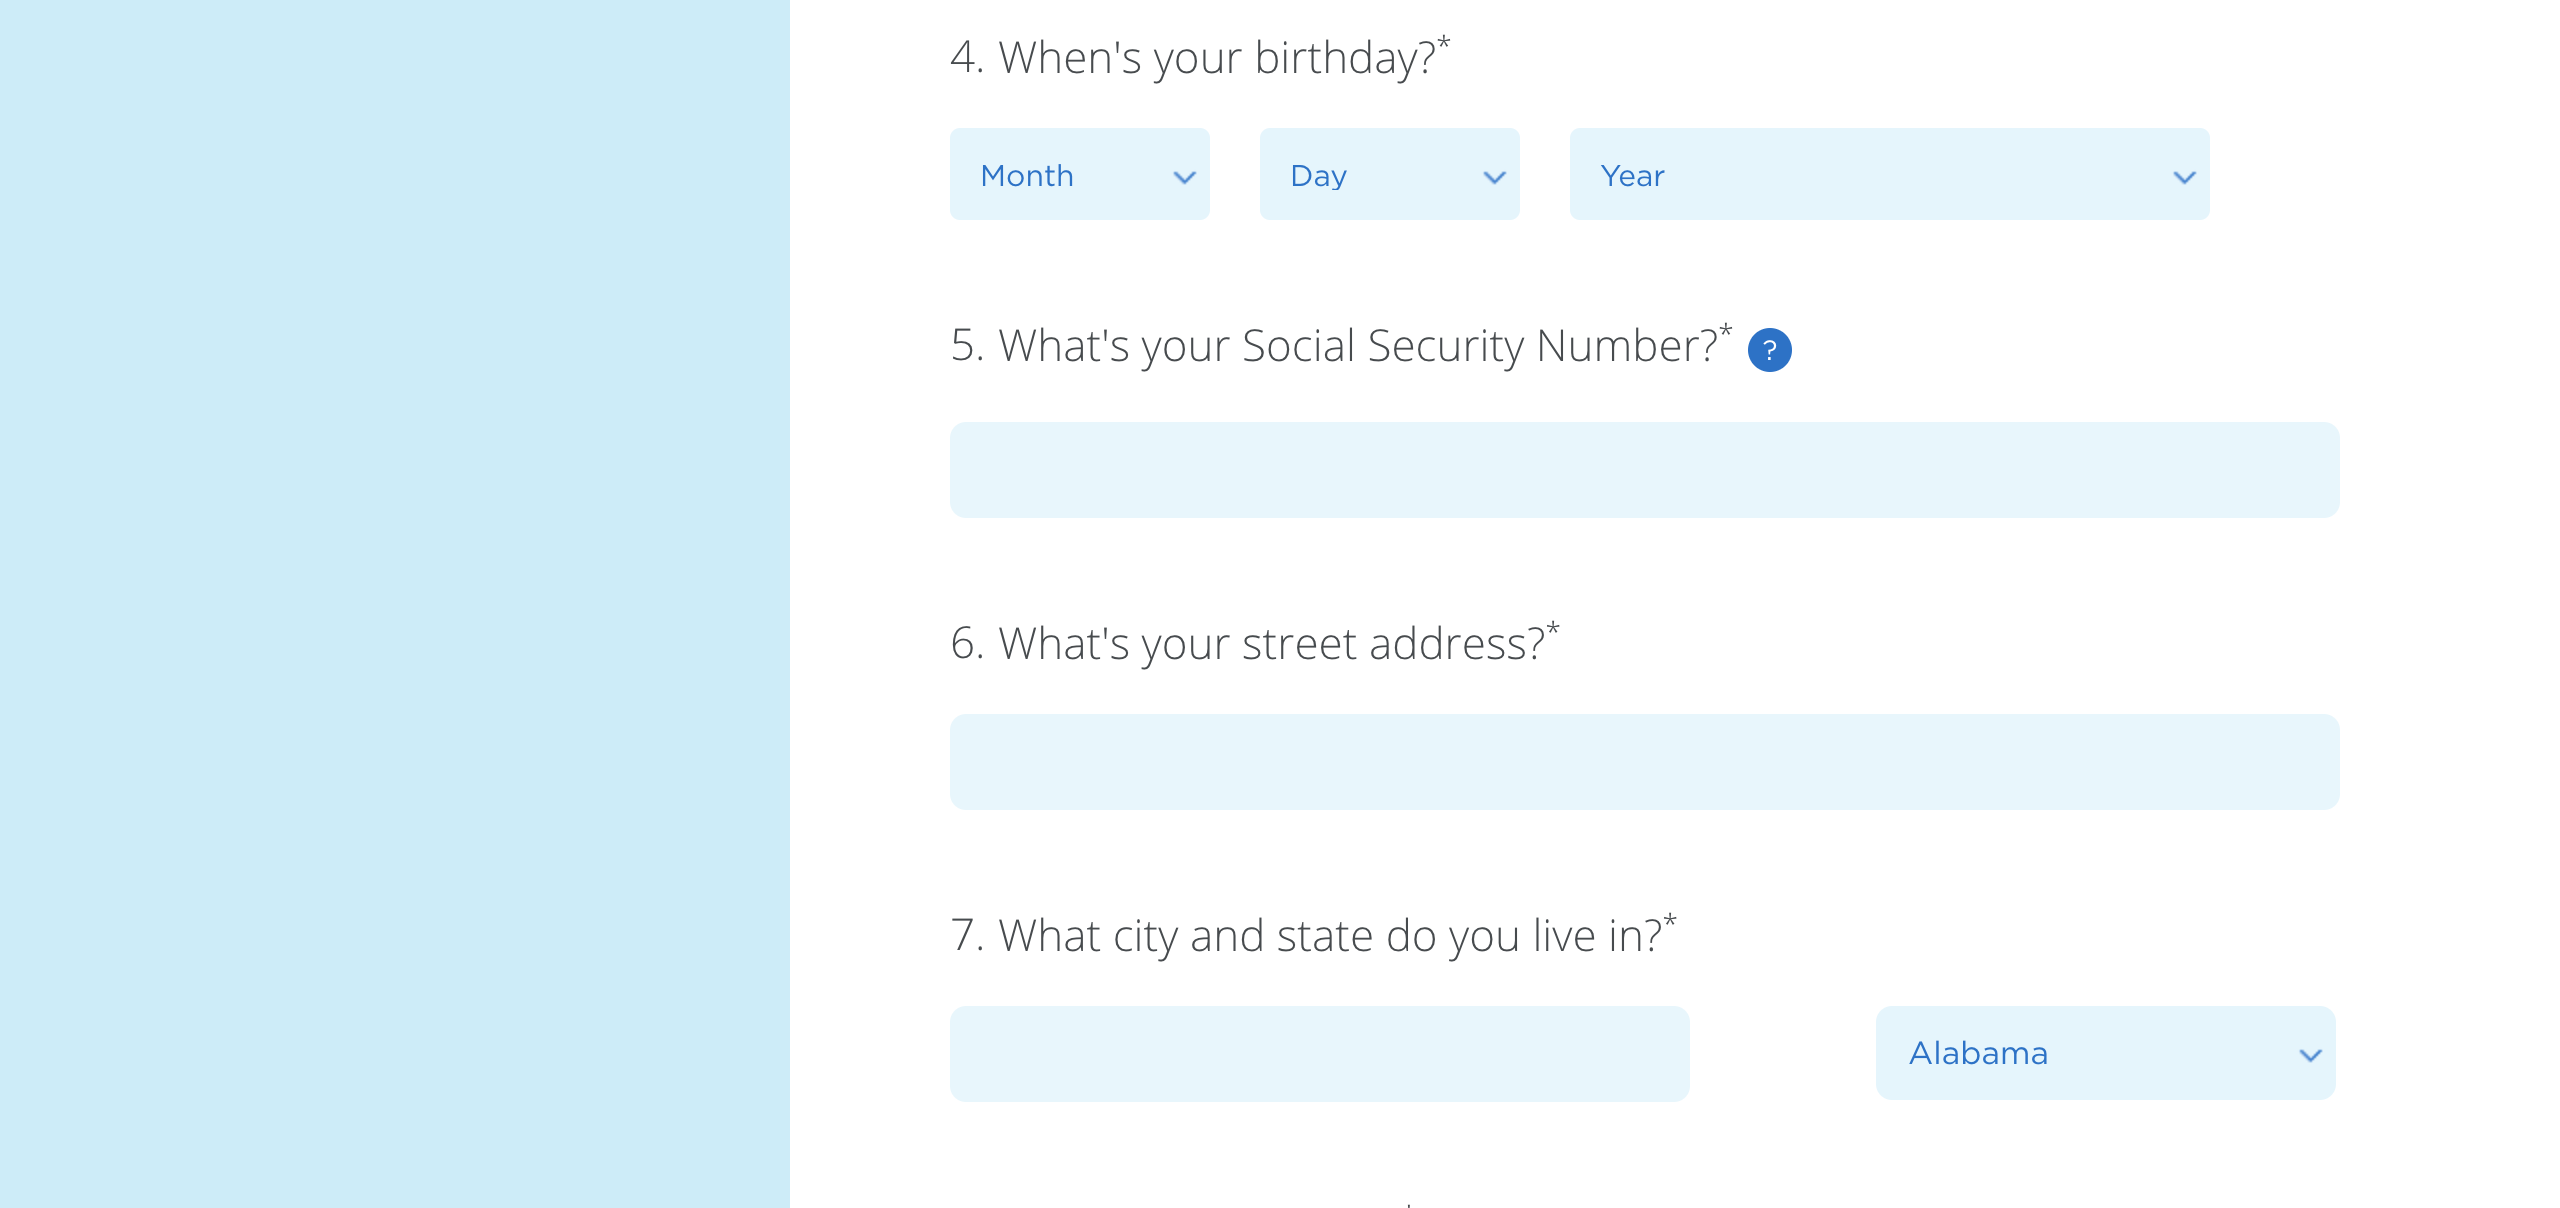 4. When's your birthday?*
Month Day Year
5. What's your Social Security Number?* ?
6. What's your street address?*
7. What city and state do you live in?*
Alabama